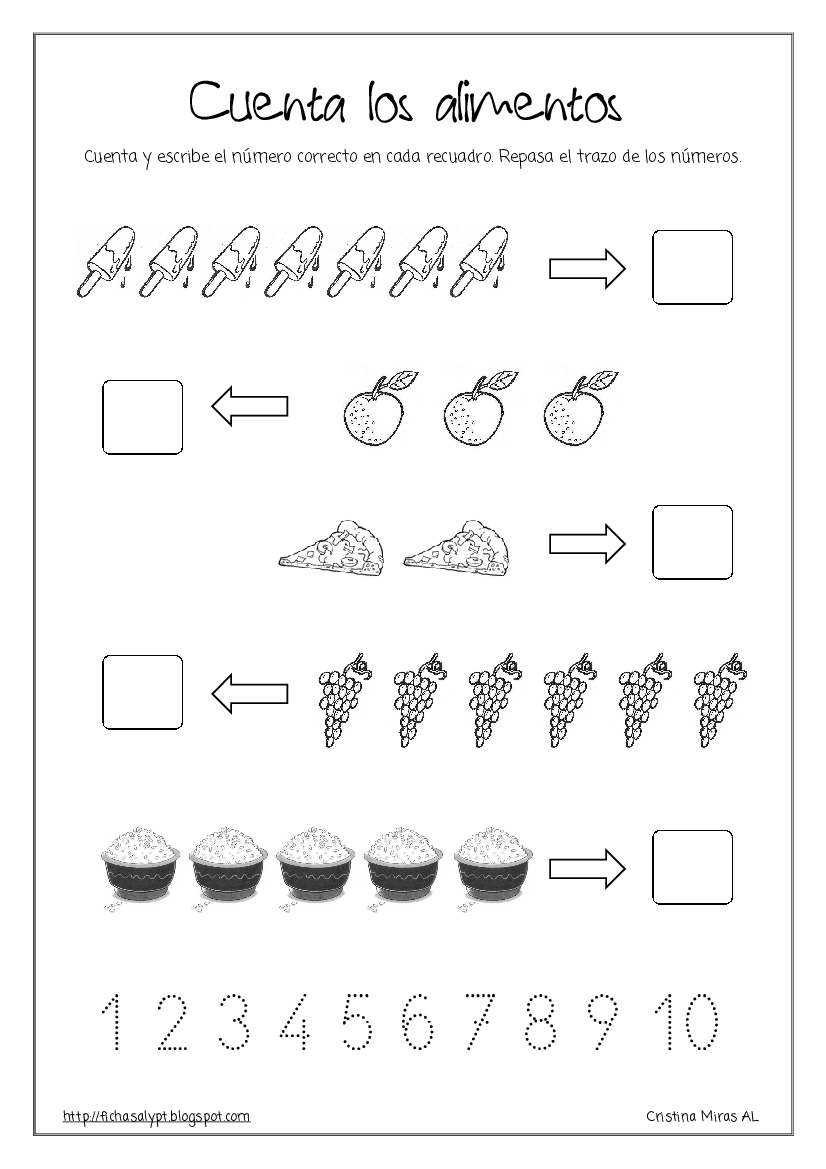 Cuenta los alimentos
Cuenta y escribe el número correcto en cada recuadro. Repasa el trazo de los números.
1 2 3 4 5 6 7 8 9 10
http://fichasalypt.blogspot.com Cristina Miras AL